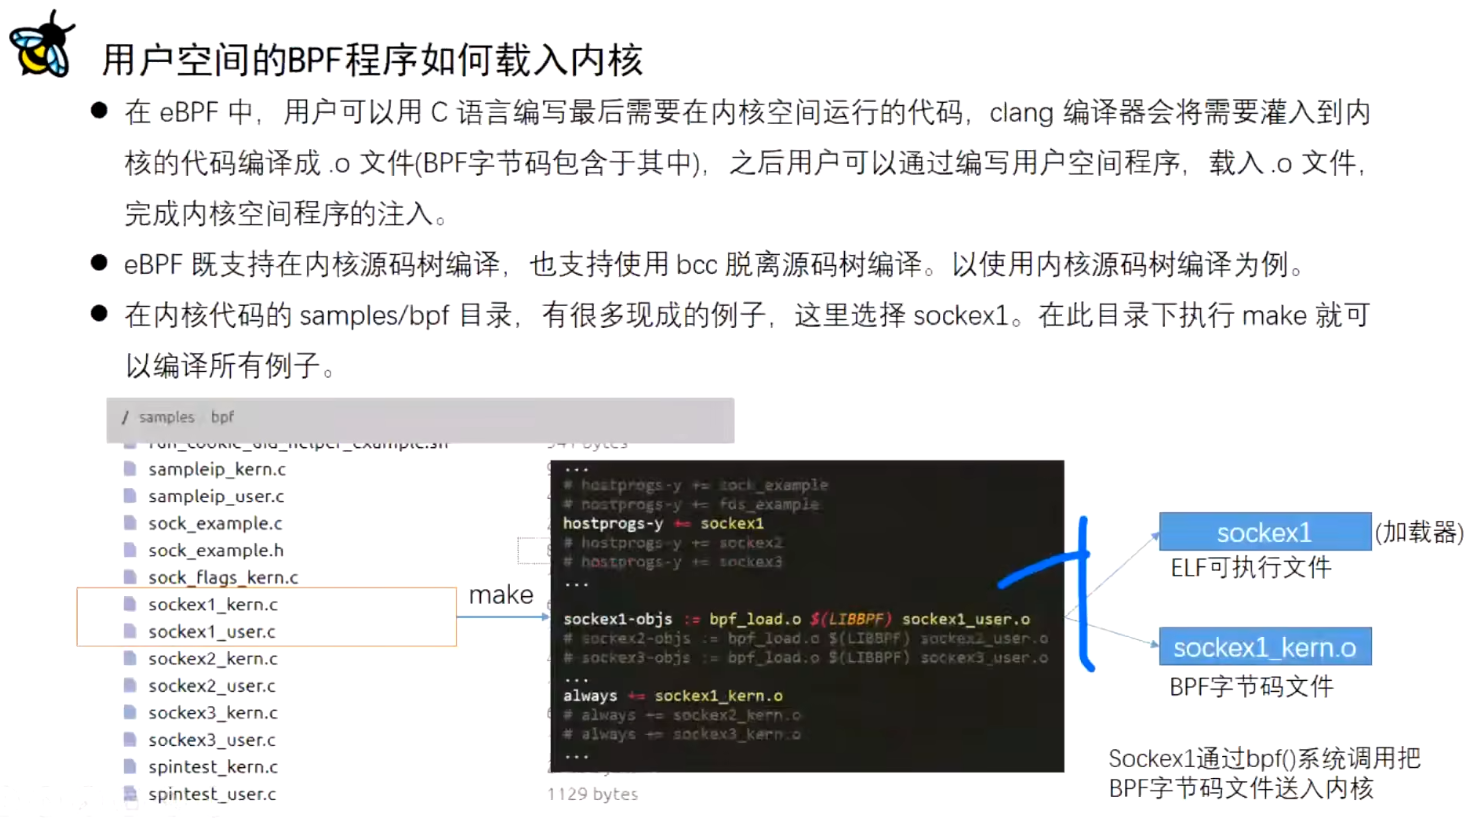 用户空间的BPF程序如何载入内核
● 在 eBPF 中，用户可以用 C 语言编写最后需要在内核空间运行的代码，clang 编译器会将需要灌入到内
核的代码编译成 .o 文件(BPF字节码包含于其中)，之后用户可以通过编写用户空间程序，载入 .o 文件，
完成内核空间程序的注入。
● eBPF 既支持在内核源码树编译，也支持使用 bcc 脱离源码树编译。以使用内核源码树编译为例。
● 在内核代码的 samples/bpf 目录，有很多现成的例子，这里选择 sockex1。在此目录下执行 make 就可
以编译所有例子。
/ samples bpf
run_cookie_uid_helper_example.sh
sampleip_kern.c
sampleip_user.c
sock_example.c
sock_example.h
sock_flags_kern.c
sockex1_kern.c
sockex1_user.c
sockex2_kern.c
sockex2_user.c
sockex3_kern.c
sockex3_user.c
spintest_kern.c
spintest_user.c
1129 bytes
make
...
# hostprogs-y += sock_example
# hostprogs-y += fds_example
hostprogs-y += sockex1
# hostprogs-y += sockex2
# hostprogs-y += sockex3
...
sockex1-objs := bpf_load.o $(LIBBPF) sockex1_user.o
# sockex2-objs := bpf_load.o $(LIBBPF) sockex2_user.o
# sockex3-objs := bpf_load.o $(LIBBPF) sockex3_user.o
...
always += sockex1_kern.o
# always += sockex2_kern.o
# always += sockex3_kern.o
...
sockex1 (加载器)
ELF可执行文件
sockex1_kern.o
BPF字节码文件
Sockex1通过bpf()系统调用把
BPF字节码文件送入内核